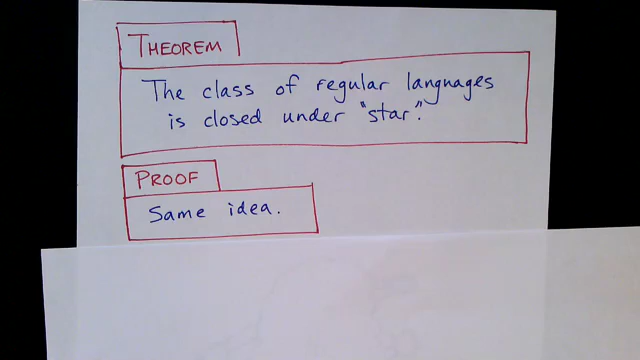 THEOREM
The class of regular languages
is closed under "star."
PROOF
Same idea.